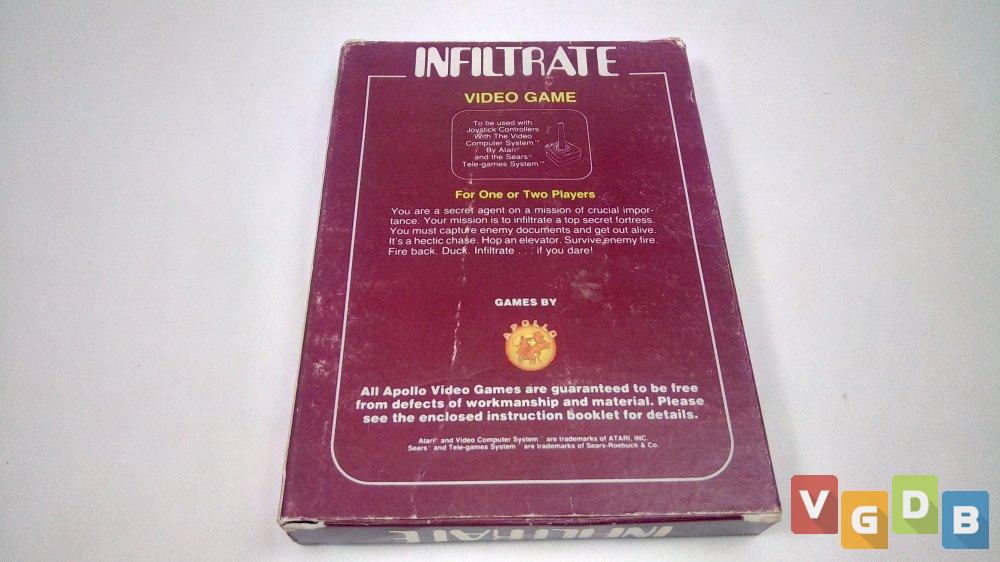 INFILTRATE™
VIDEO GAME
To be used with
Joystick Controllers
With The Video
Computer System™
By Atari®
and the Sears®
Tele-games System™
For One or Two Players
You are a secret agent on a mission of crucial impor-
tance. Your mission is to infiltrate a top secret fortress.
You must capture enemy documents and get out alive.
It's a hectic chase. Hop an elevator. Survive enemy fire.
Fire back. Duck. Infiltrate . . . if you dare!
GAMES BY
APOLLO
All Apollo Video Games are guaranteed to be free
from defects of workmanship and material. Please
see the enclosed instruction booklet for details.
Atari® and Video Computer System™ are trademarks of ATARI, INC.
Sears® and Tele-games System™ are trademarks of Sears-Roebuck & Co.
INFILTRATE
VGDB